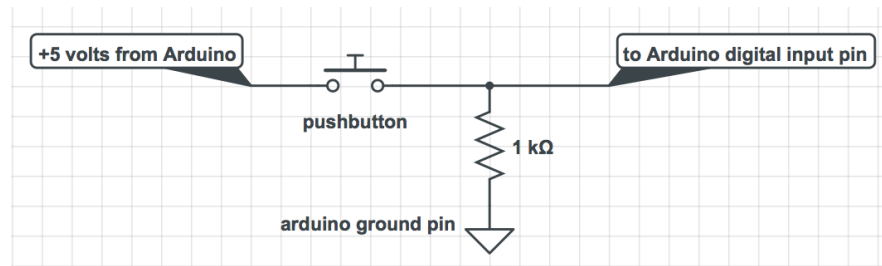 +5 volts from Arduino
to Arduino digital input pin
pushbutton
1 kΩ
arduino ground pin